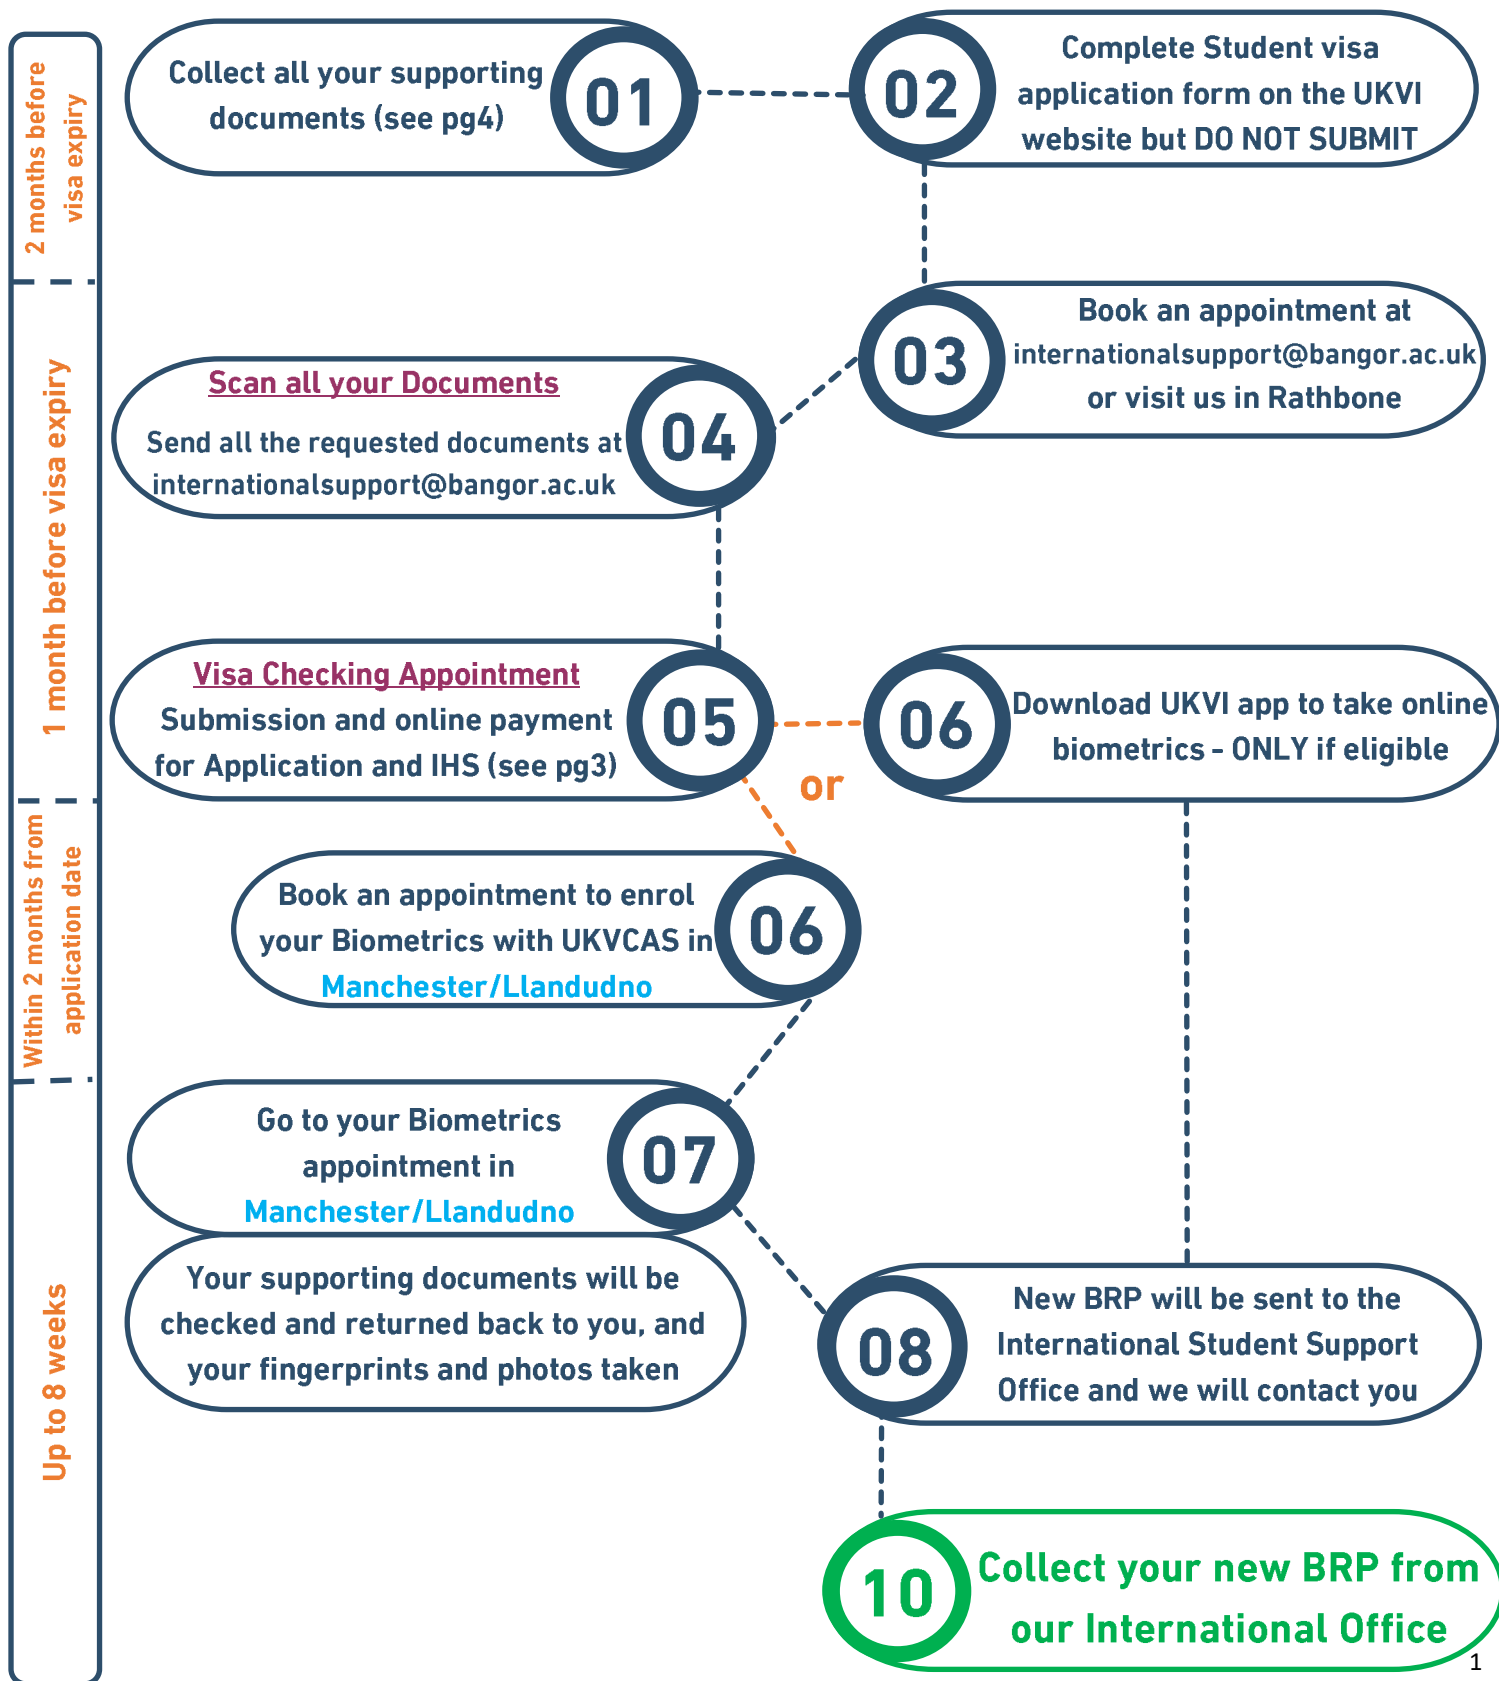 2 months before
visa expiry
01
Collect all your supporting
documents (see pg4)
02
Complete Student visa
application form on the UKVI
website but DO NOT SUBMIT
1 month before visa expiry
03
Book an appointment at
internationalsupport@bangor.ac.uk
or visit us in Rathbone
04
Scan all your Documents
Send all the requested documents at
internationalsupport@bangor.ac.uk
05
Visa Checking Appointment
Submission and online payment
for Application and IHS (see pg3)
or
06
Download UKVI app to take online
biometrics - ONLY if eligible
Within 2 months from
application date
06
Book an appointment to enrol
your Biometrics with UKVCAS in
Manchester/Llandudno
Up to 8 weeks
07
Go to your Biometrics
appointment in
Manchester/Llandudno
Your supporting documents will be
checked and returned back to you, and
your fingerprints and photos taken
08
New BRP will be sent to the
International Student Support
Office and we will contact you
10
Collect your new BRP from
our International Office
1